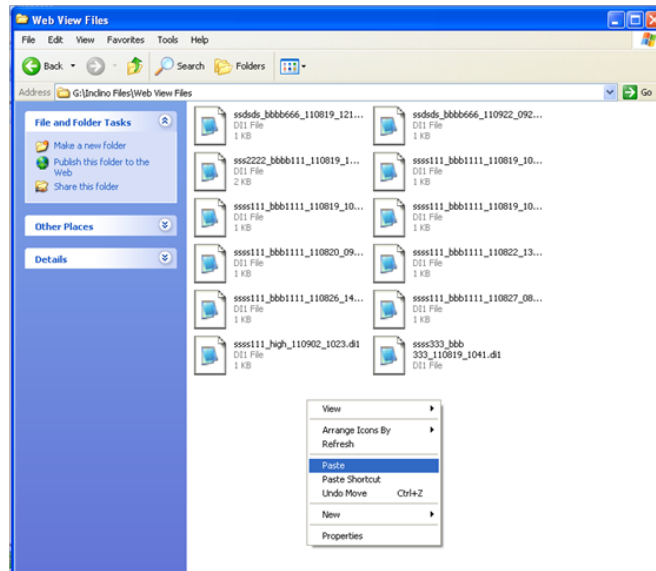 Web View Files
File Edit View Favorites Tools Help
Back Search Folders
Address G:\Inclino Files\Web View Files Go
File and Folder Tasks
Make a new folder
Publish this folder to the
Web
Share this folder
Other Places
Details
ssdsds_bbbb666_110819_121...
DI1 File
1 KB
ssdsds_bbbb666_110922_092...
DI1 File
1 KB
sss2222_bbbb111_110819_1...
DI1 File
2 KB
ssss111_bbb1111_110819_10...
DI1 File
1 KB
ssss111_bbb1111_110819_10...
DI1 File
1 KB
ssss111_bbb1111_110819_10...
DI1 File
1 KB
ssss111_bbb1111_110820_09...
DI1 File
1 KB
ssss111_bbb1111_110822_13...
DI1 File
1 KB
ssss111_bbb1111_110826_14...
DI1 File
1 KB
ssss111_bbb1111_110827_08...
DI1 File
1 KB
ssss111_high_110902_1023.di1
DI1 File
1 KB
ssss333_bbb
333_110819_1041.di1
DI1 File
View
Arrange Icons By
Refresh
Paste
Paste Shortcut
Undo Move Ctrl+Z
New
Properties